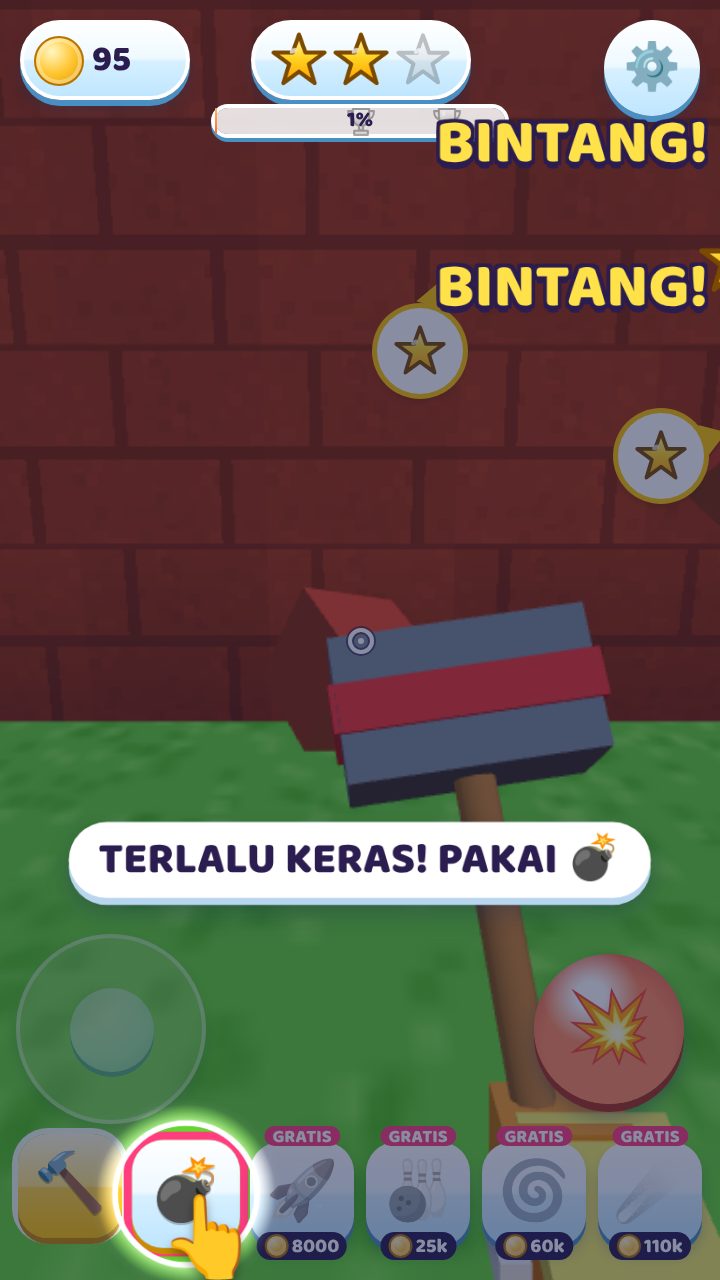 95
1%
BINTANG!
BINTANG!
TERLALU KERAS! PAKAI
GRATIS GRATIS GRATIS GRATIS
8000 25k 60k 110k